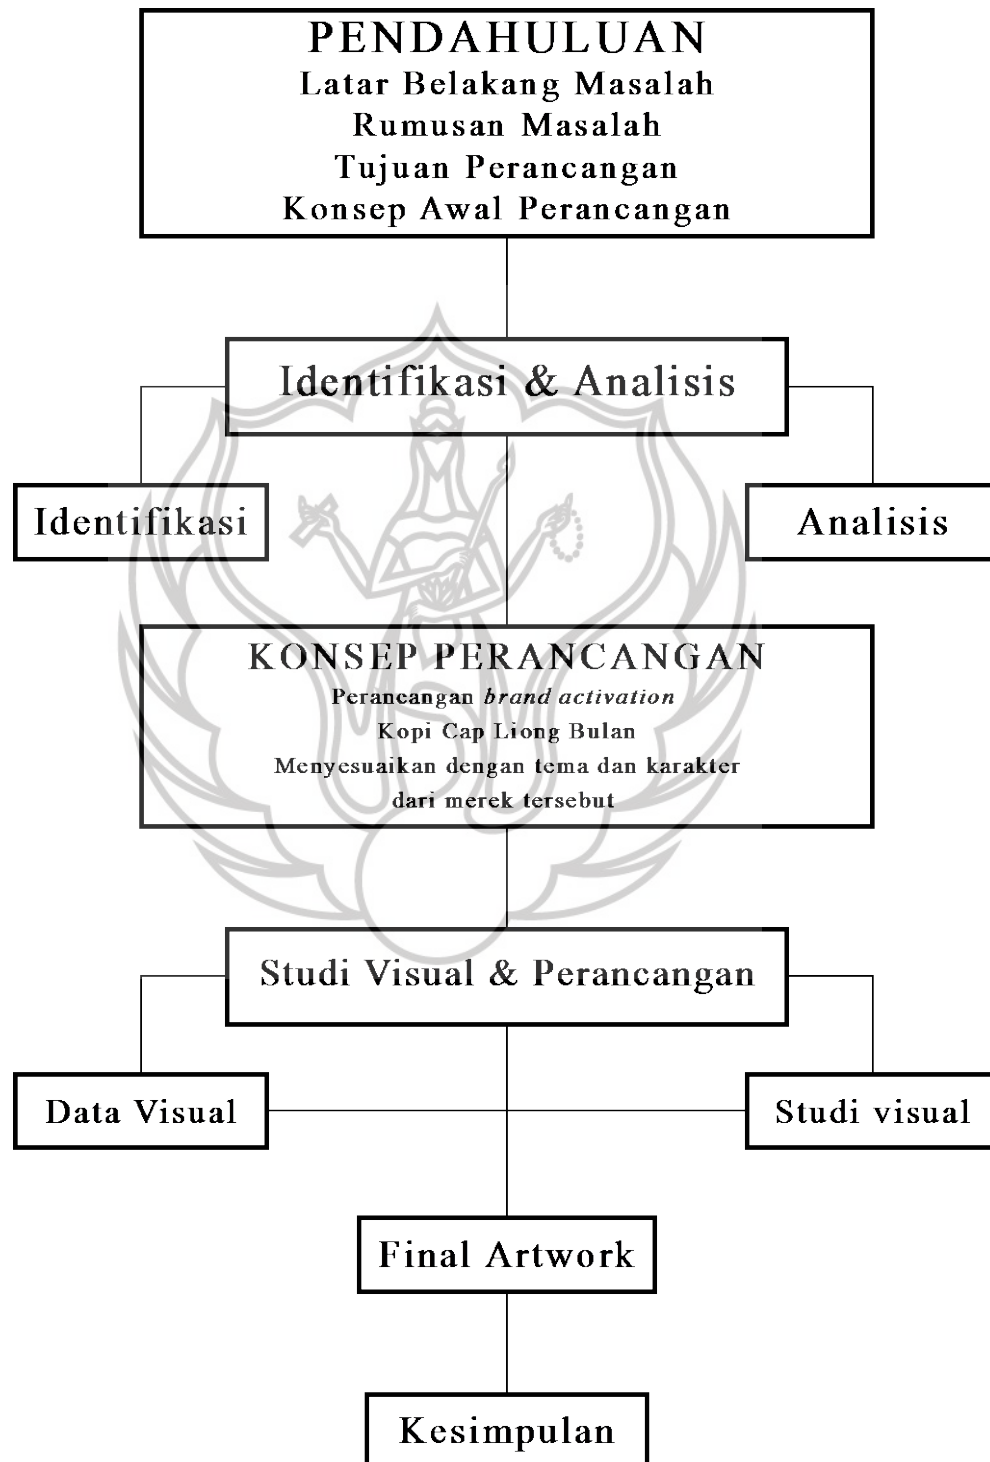 PENDAHULUAN
Latar Belakang Masalah
Rumusan Masalah
Tujuan Perancangan
Konsep Awal Perancangan
Identifikasi & Analisis
Identifikasi
Analisis
KONSEP PERANCANGAN
Perancangan brand activation
Kopi Cap Liong Bulan
Menyesuaikan dengan tema dan karakter
dari merek tersebut
Studi Visual & Perancangan
Data Visual
Studi visual
Final Artwork
Kesimpulan